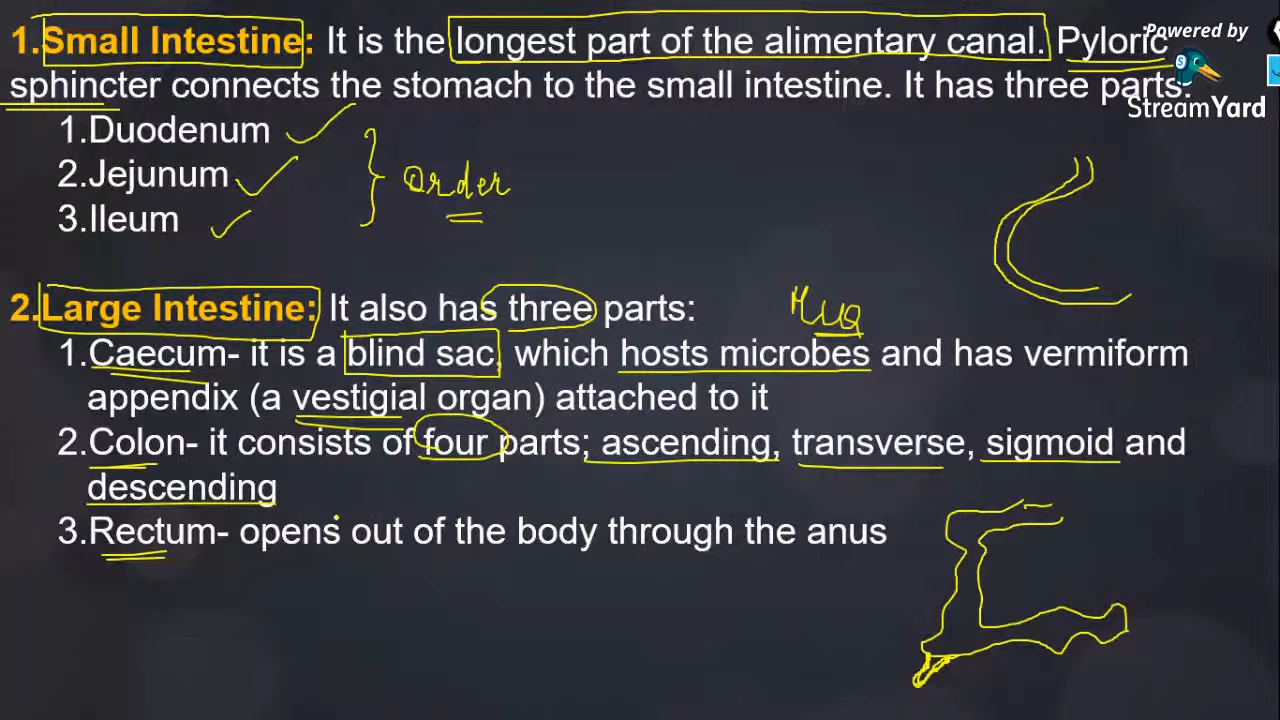 1.Small Intestine: It is the longest part of the alimentary canal. Pyloric
Powered by
sphincter connects the stomach to the small intestine. It has three parts:
StreamYard
1.Duodenum
2.Jejunum
order
3.Ileum
2.Large Intestine: It also has three parts:
1.Caecum- it is a blind sac, which hosts microbes and has vermiform
appendix (a vestigial organ) attached to it
2.Colon- it consists of four parts; ascending, transverse, sigmoid and
descending
3.Rectum- opens out of the body through the anus